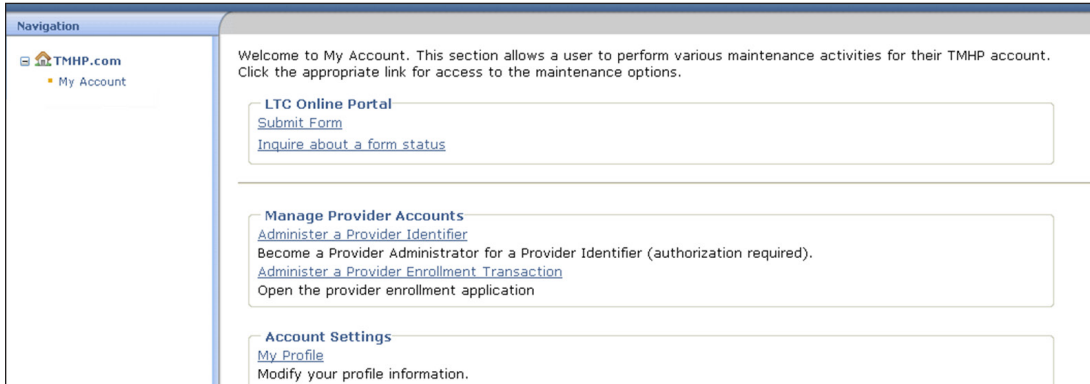 Navigation
TMHP.com
My Account
Welcome to My Account. This section allows a user to perform various maintenance activities for their TMHP account.
Click the appropriate link for access to the maintenance options.
LTC Online Portal
Submit Form
Inquire about a form status
Manage Provider Accounts
Administer a Provider Identifier
Become a Provider Administrator for a Provider Identifier (authorization required).
Administer a Provider Enrollment Transaction
Open the provider enrollment application
Account Settings
My Profile
Modify your profile information.